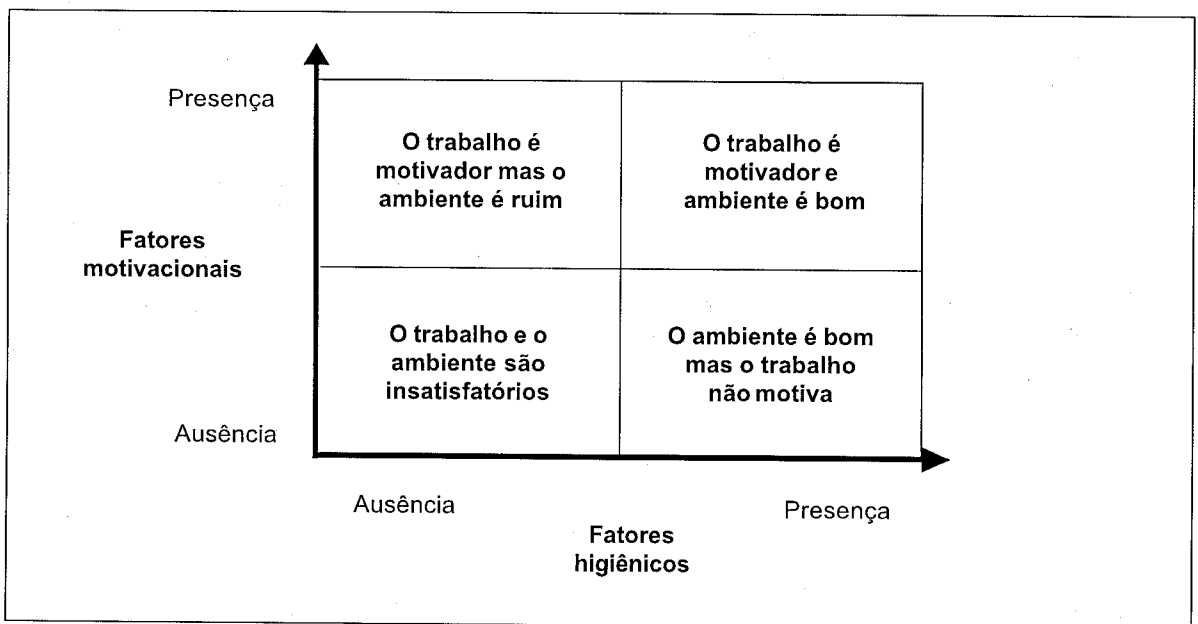 Presença
O trabalho é
motivador mas o
ambiente é ruim
O trabalho é
motivador e
ambiente é bom
Fatores
motivacionais
O trabalho e o
ambiente são
insatisfatórios
O ambiente é bom
mas o trabalho
não motiva
Ausência
Ausência
Presença
Fatores
higiênicos